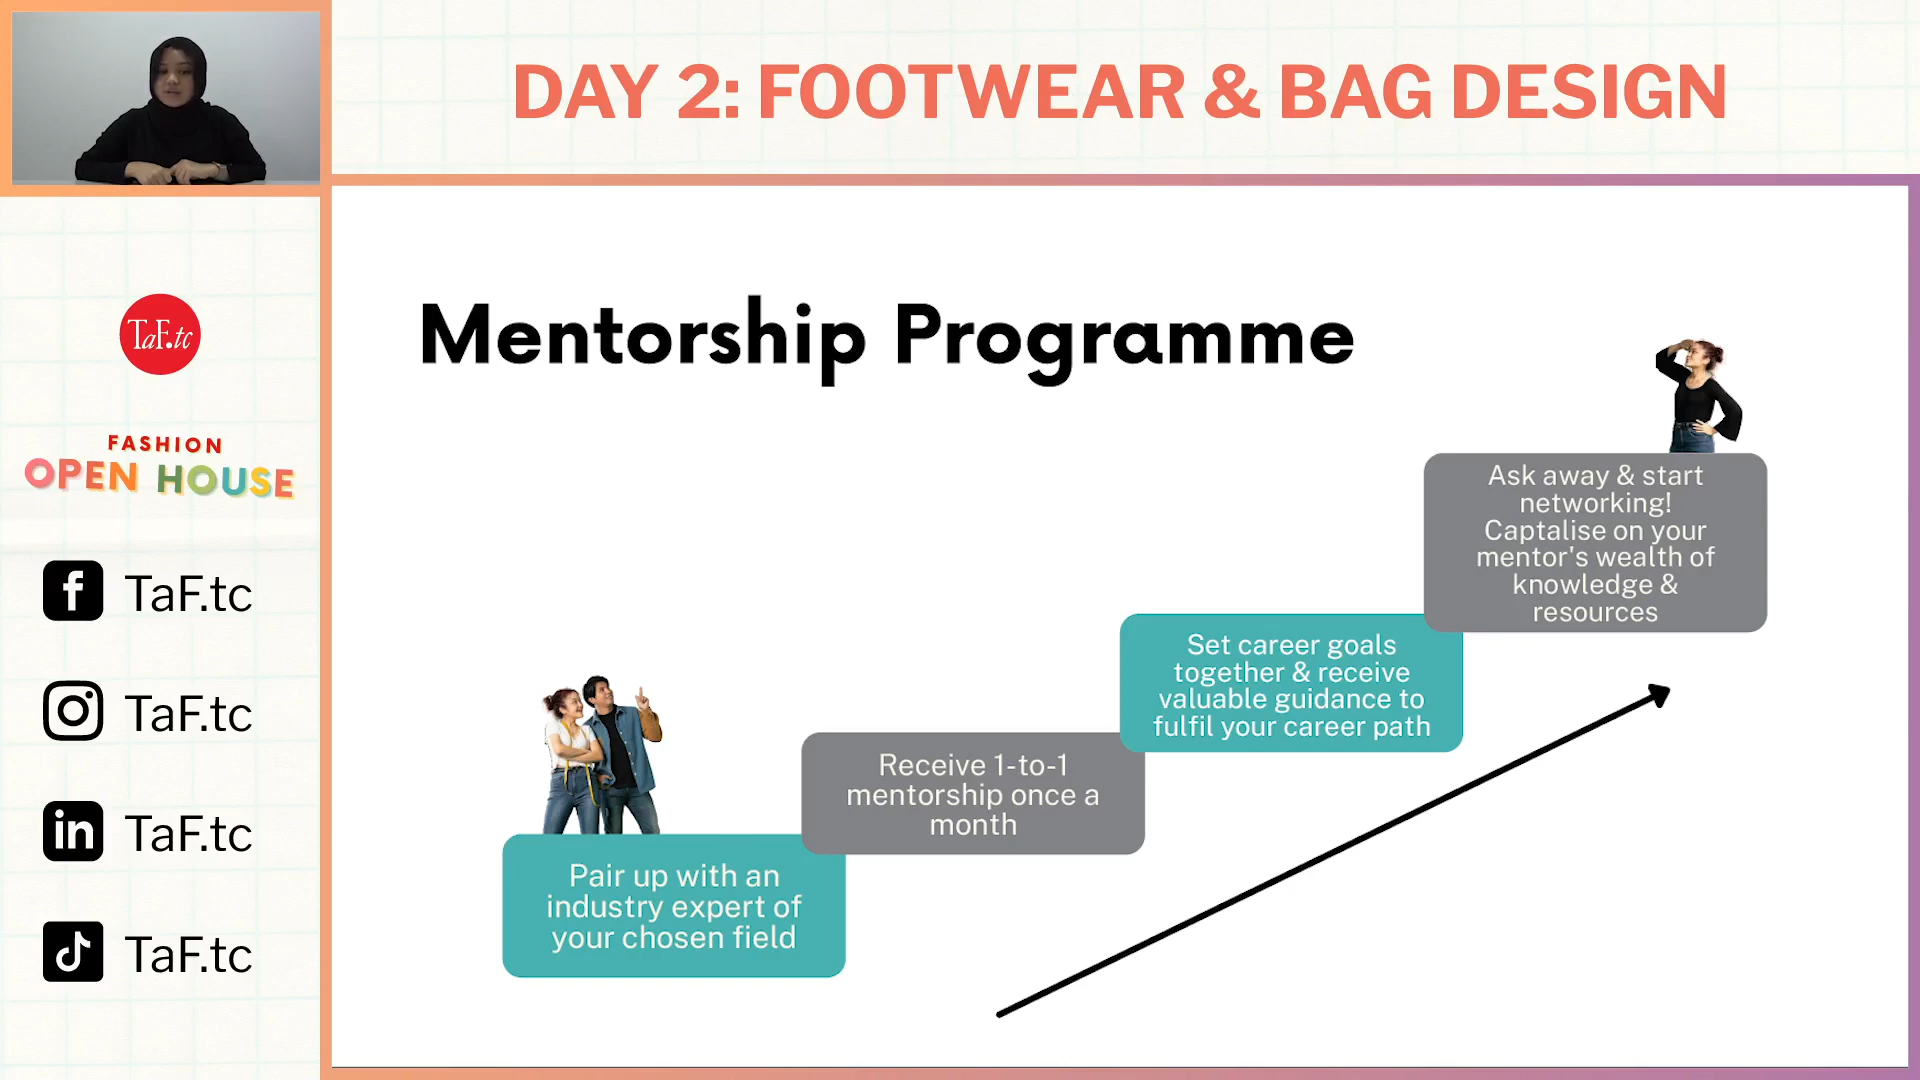 DAY 2: FOOTWEAR & BAG DESIGN
TaF.tc
FASHION
OPEN HOUSE
f TaF.tc
TaF.tc
in TaF.tc
TaF.tc
Mentorship Programme
Pair up with an
industry expert of
your chosen field
Receive 1-to-1
mentorship once a
month
Set career goals
together & receive
valuable guidance to
fulfil your career path
Ask away & start
networking!
Captalise on your
mentor's wealth of
knowledge &
resources